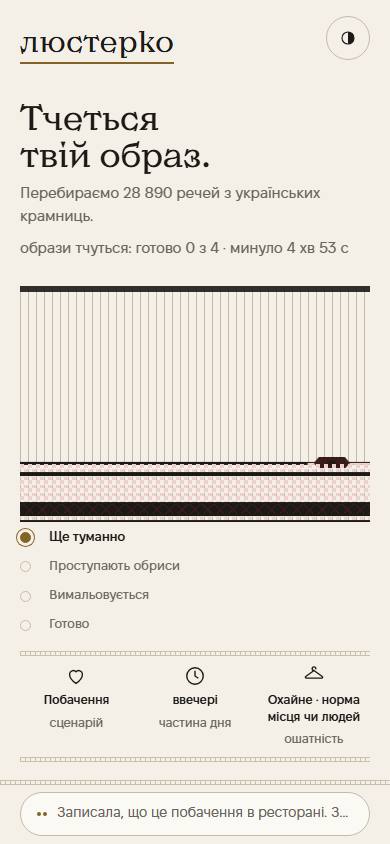 люстерко
Тчеться
твій образ.
Перебираємо 28 890 речей з українських
крамниць.
образи тчуться: готово 0 з 4 · минуло 4 хв 53 с
Ще туманно
Проступають обриси
Вимальовується
Готово
Побачення
сценарій
ввечері
частина дня
Охайне · норма
місця чи людей
ошатність
Записала, що це побачення в ресторані. З...